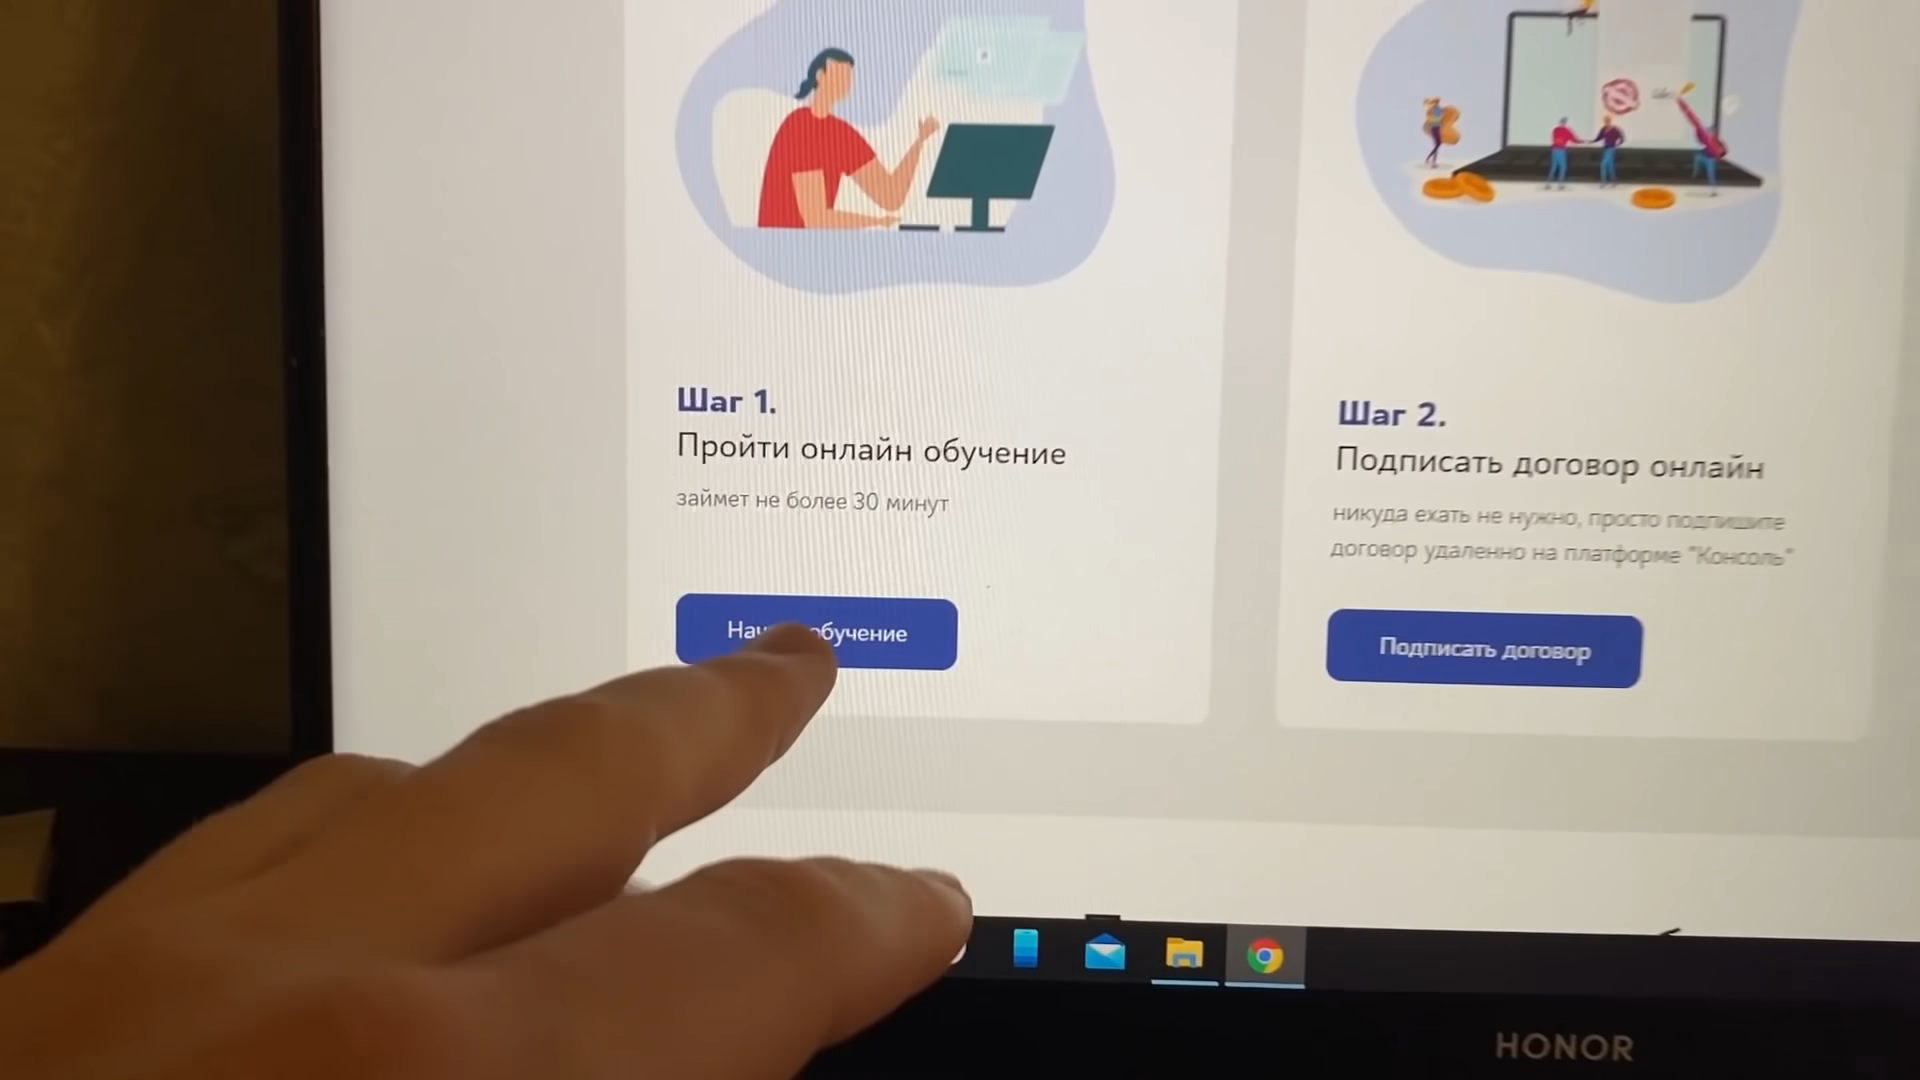 Шаг 1.
Пройти онлайн обучение
займет не более 30 минут
обучение
Шаг 2.
Подписать договор онлайн
никуда ехать не нужно, просто подпишите
договор удаленно на платформе "Консоль"
Подписать договор
HONOR